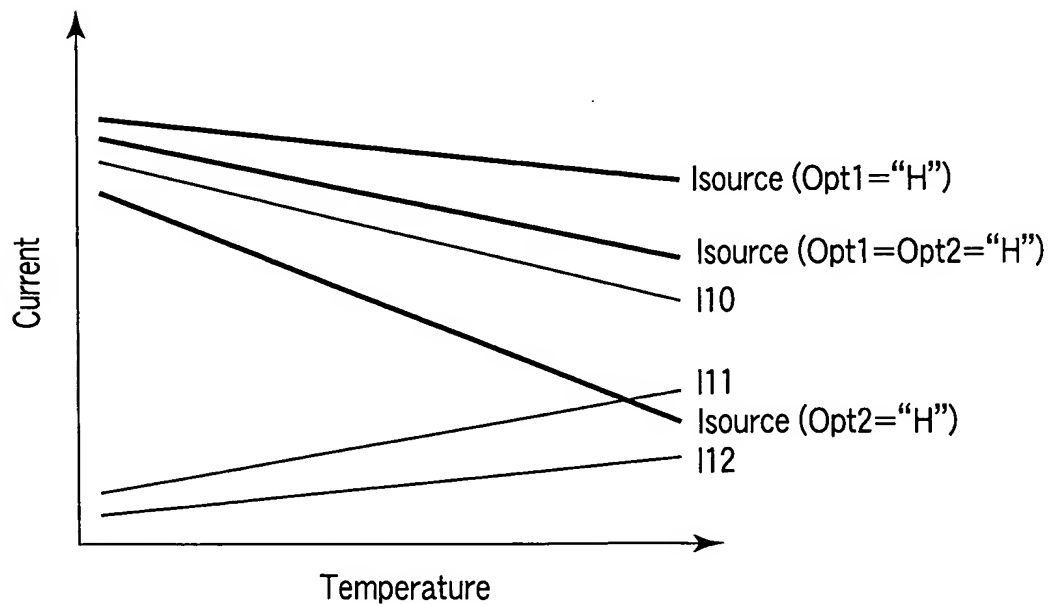 Isource (Opt1=“H”)
Isource (Opt1=Opt2=“H”)
I10
I11
Isource (Opt2=“H”)
I12
Current
Temperature